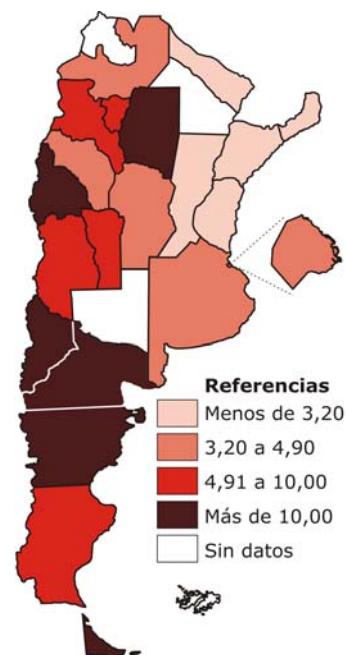 Referencias
Menos de 3,20
3,20 a 4,90
4,91 a 10,00
Más de 10,00
Sin datos